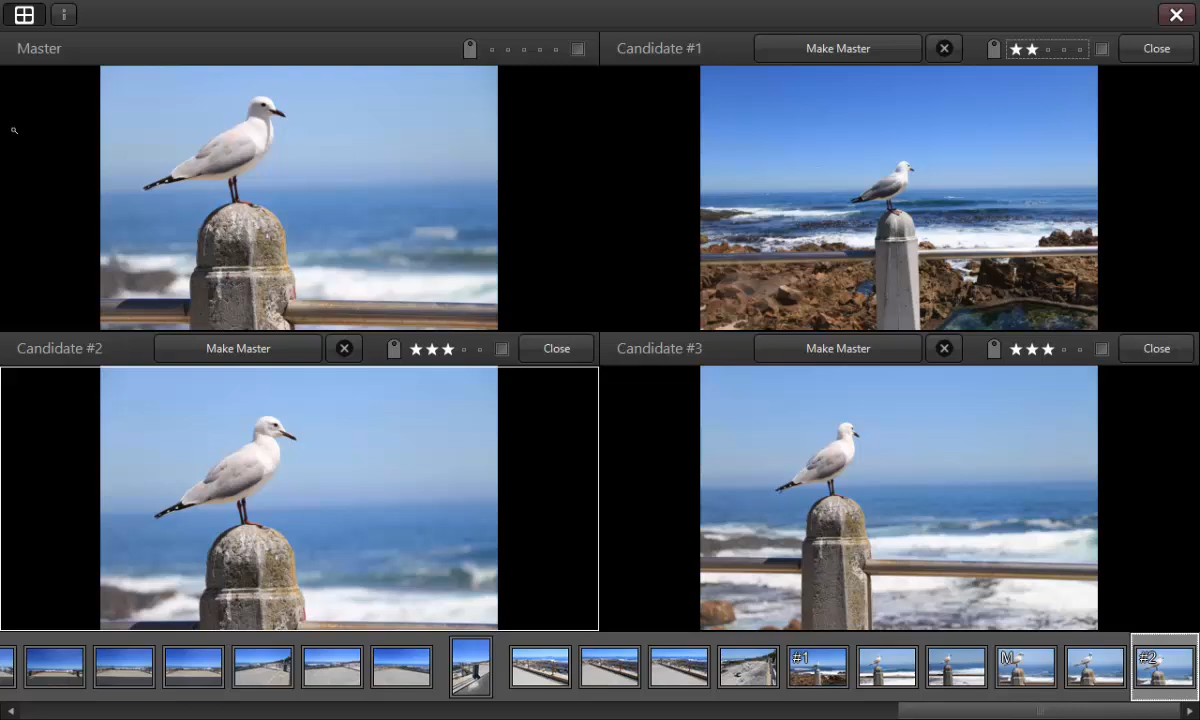 Master
Candidate #1
Make Master
Close
Candidate #2
Make Master
Close
Candidate #3
Make Master
Close
#1
M
#2